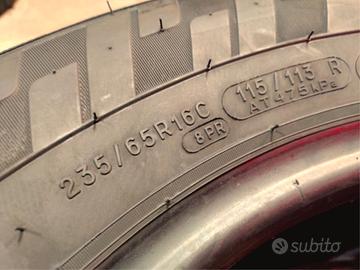 235/65R16C
8PR
115/113 R
AT 475 kPa
subito